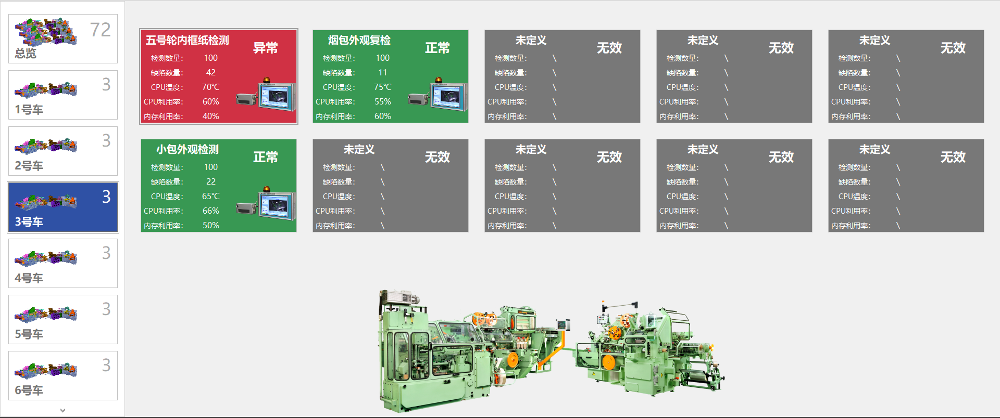 72
总览
3
1号车
3
2号车
3
3号车
3
4号车
3
5号车
3
6号车
五号轮内框纸检测 异常
检测数量： 100
缺陷数量： 42
CPU温度： 70℃
CPU利用率： 60%
内存利用率： 40%
烟包外观复检 正常
检测数量： 100
缺陷数量： 11
CPU温度： 75℃
CPU利用率： 55%
内存利用率： 60%
未定义 无效
检测数量： \
缺陷数量： \
CPU温度： \
CPU利用率： \
内存利用率： \
未定义 无效
检测数量： \
缺陷数量： \
CPU温度： \
CPU利用率： \
内存利用率： \
未定义 无效
检测数量： \
缺陷数量： \
CPU温度： \
CPU利用率： \
内存利用率： \
小包外观检测 正常
检测数量： 100
缺陷数量： 22
CPU温度： 65℃
CPU利用率： 66%
内存利用率： 50%
未定义 无效
检测数量： \
缺陷数量： \
CPU温度： \
CPU利用率： \
内存利用率： \
未定义 无效
检测数量： \
缺陷数量： \
CPU温度： \
CPU利用率： \
内存利用率： \
未定义 无效
检测数量： \
缺陷数量： \
CPU温度： \
CPU利用率： \
内存利用率： \
未定义 无效
检测数量： \
缺陷数量： \
CPU温度： \
CPU利用率： \
内存利用率： \